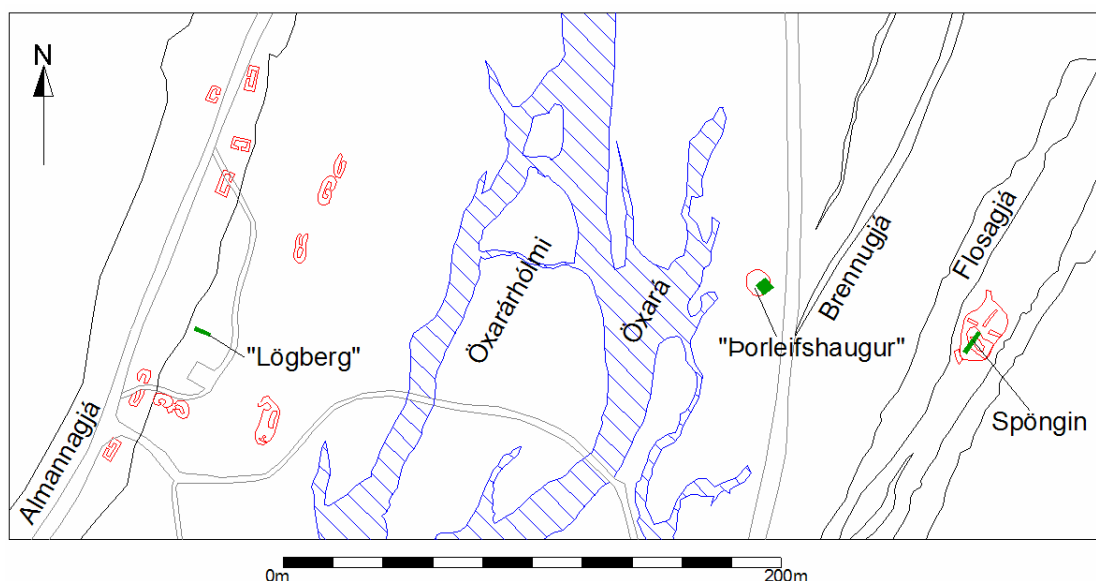 N
Öxarárhólmi
Öxará
Brennugjá
Flosagjá
"Þorleifshaugur"
"Lögberg"
Spöngin
Almannagjá
0m
200m